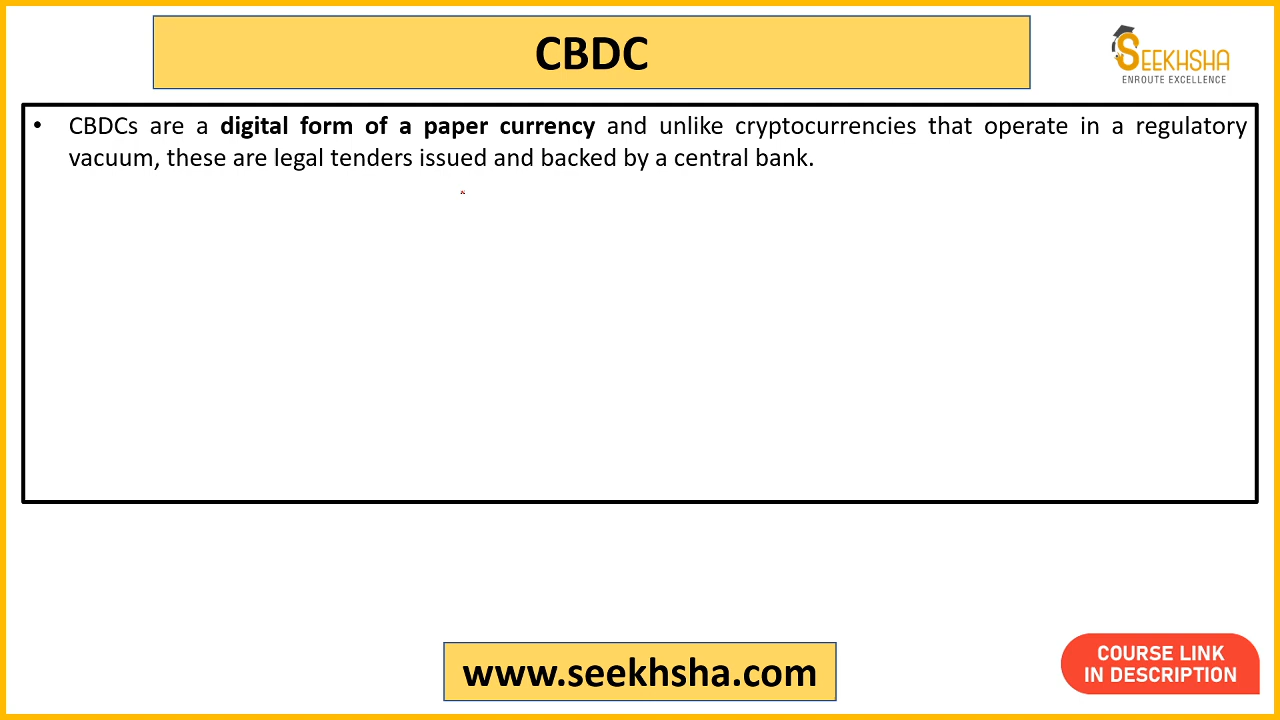 CBDC
SEEKHSHA
ENROUTE EXCELLENCE
• CBDCs are a digital form of a paper currency and unlike cryptocurrencies that operate in a regulatory
vacuum, these are legal tenders issued and backed by a central bank.
www.seekhsha.com
COURSE LINK
IN DESCRIPTION